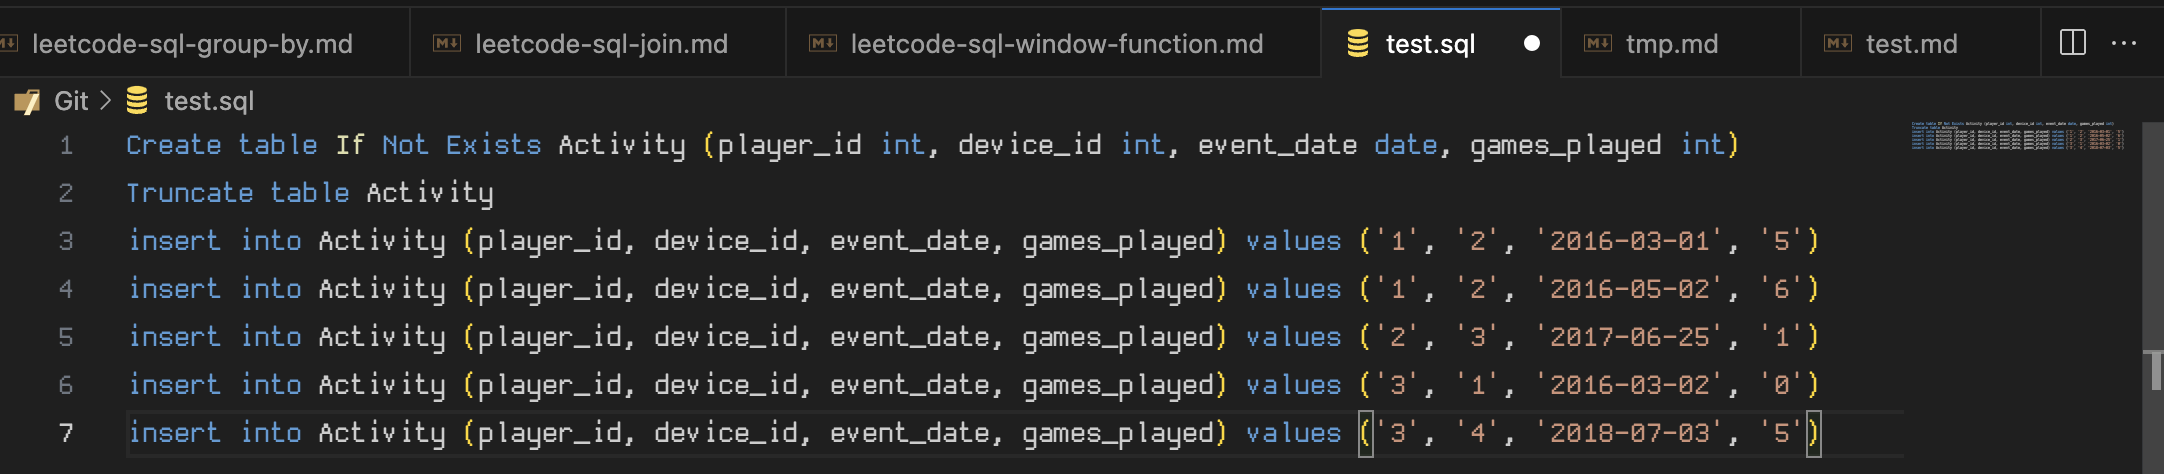 leetcode-sql-group-by.md leetcode-sql-join.md leetcode-sql-window-function.md test.sql tmp.md test.md
Git > test.sql
1 Create table If Not Exists Activity (player_id int, device_id int, event_date date, games_played int)
2 Truncate table Activity
3 insert into Activity (player_id, device_id, event_date, games_played) values ('1', '2', '2016-03-01', '5')
4 insert into Activity (player_id, device_id, event_date, games_played) values ('1', '2', '2016-05-02', '6')
5 insert into Activity (player_id, device_id, event_date, games_played) values ('2', '3', '2017-06-25', '1')
6 insert into Activity (player_id, device_id, event_date, games_played) values ('3', '1', '2016-03-02', '0')
7 insert into Activity (player_id, device_id, event_date, games_played) values ('3', '4', '2018-07-03', '5')